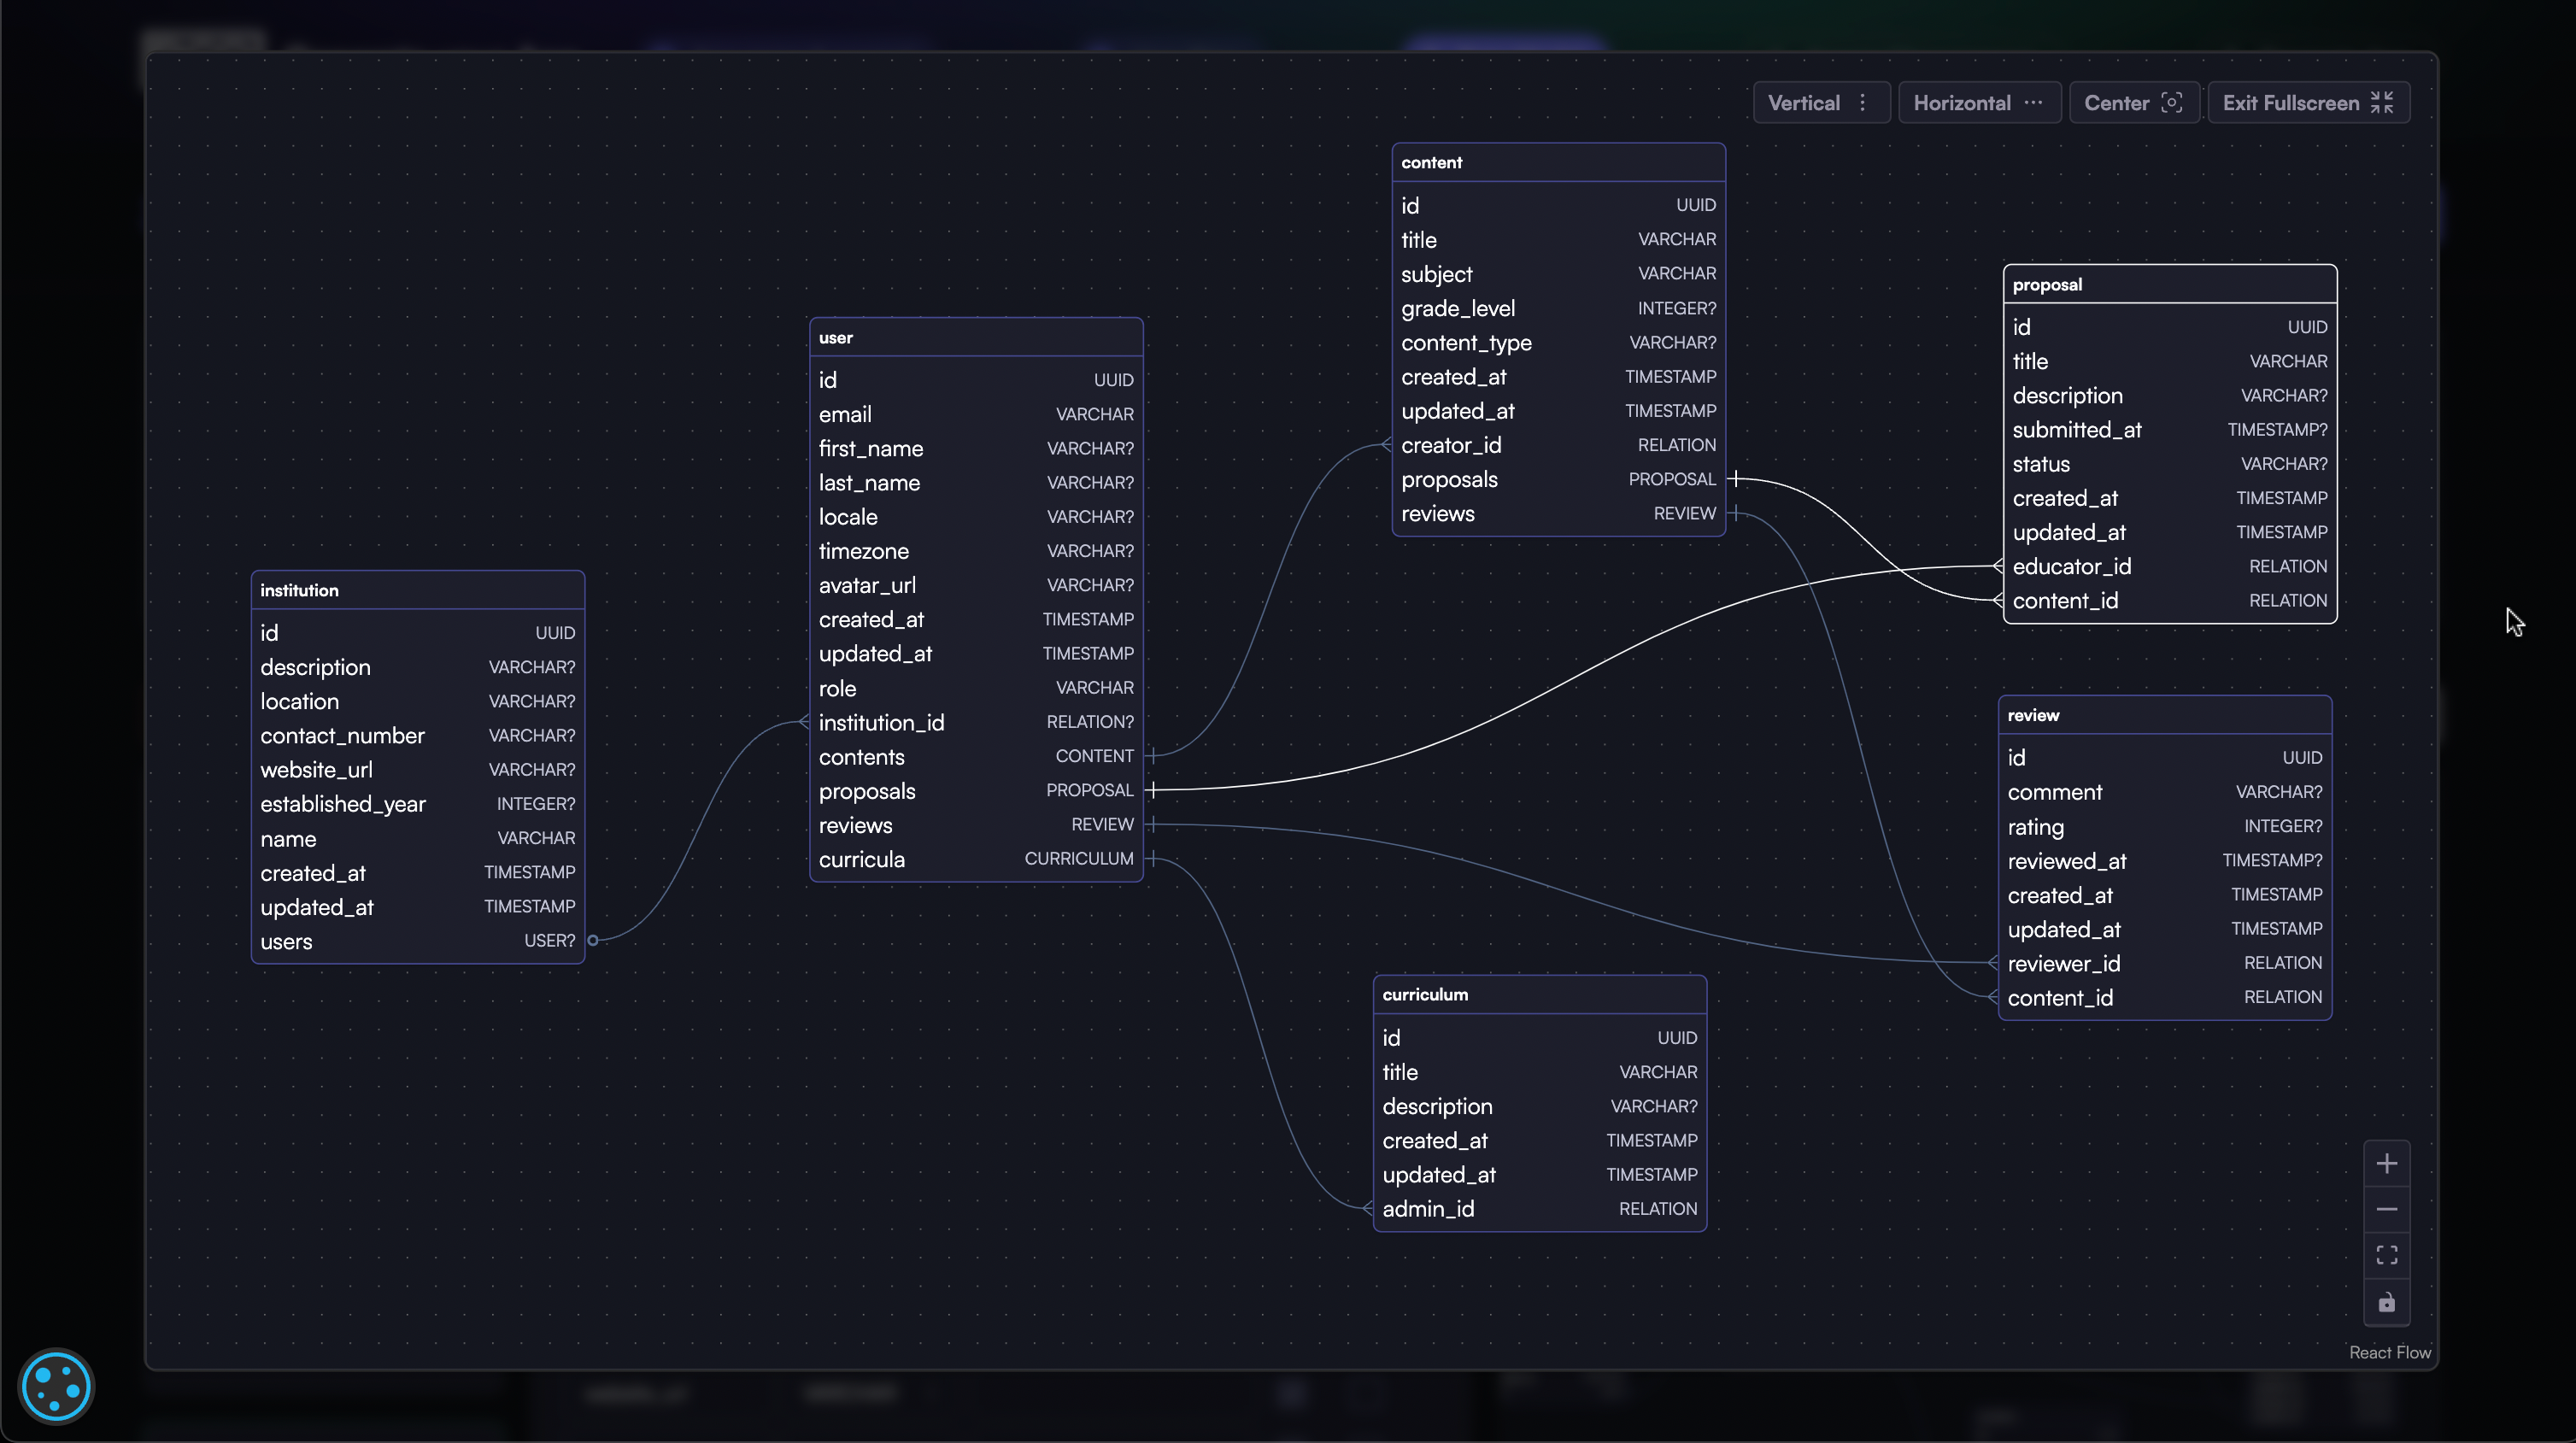 Vertical
Horizontal
Center
Exit Fullscreen
content
id UUID
title VARCHAR
subject VARCHAR
grade_level INTEGER?
content_type VARCHAR?
created_at TIMESTAMP
updated_at TIMESTAMP
creator_id RELATION
proposals PROPOSAL
reviews REVIEW
proposal
id UUID
title VARCHAR
description VARCHAR?
submitted_at TIMESTAMP?
status VARCHAR?
created_at TIMESTAMP
updated_at TIMESTAMP
educator_id RELATION
content_id RELATION
user
id UUID
email VARCHAR
first_name VARCHAR?
last_name VARCHAR?
locale VARCHAR?
timezone VARCHAR?
avatar_url VARCHAR?
created_at TIMESTAMP
updated_at TIMESTAMP
role VARCHAR
institution_id RELATION?
contents CONTENT
proposals PROPOSAL
reviews REVIEW
curricula CURRICULUM
institution
id UUID
description VARCHAR?
location VARCHAR?
contact_number VARCHAR?
website_url VARCHAR?
established_year INTEGER?
name VARCHAR
created_at TIMESTAMP
updated_at TIMESTAMP
users USER?
review
id UUID
comment VARCHAR?
rating INTEGER?
reviewed_at TIMESTAMP?
created_at TIMESTAMP
updated_at TIMESTAMP
reviewer_id RELATION
content_id RELATION
curriculum
id UUID
title VARCHAR
description VARCHAR?
created_at TIMESTAMP
updated_at TIMESTAMP
admin_id RELATION
React Flow